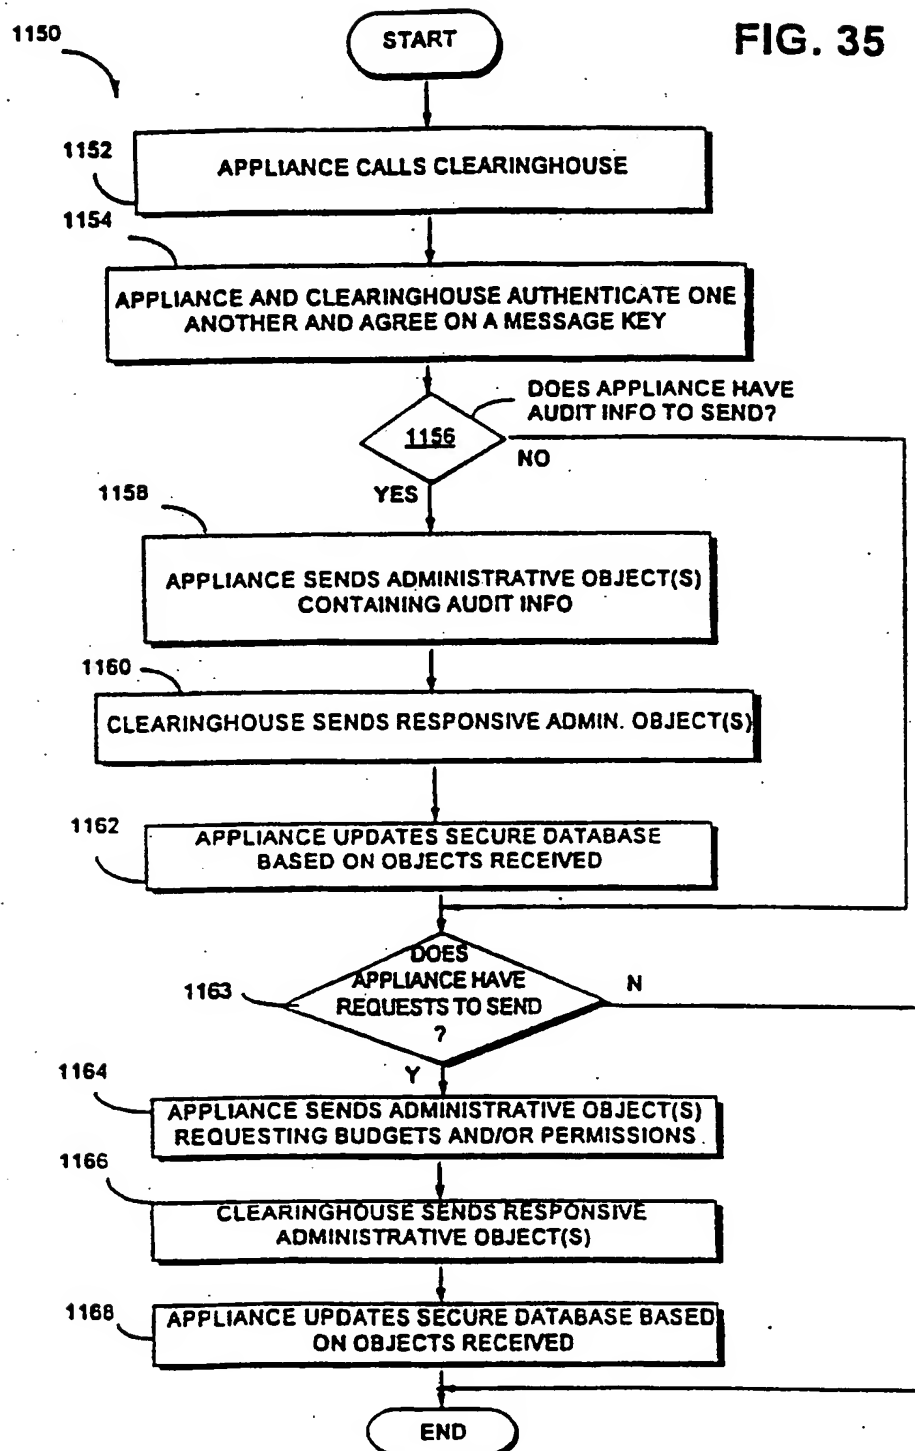 1150
START
FIG. 35
1152
APPLIANCE CALLS CLEARINGHOUSE
1154
APPLIANCE AND CLEARINGHOUSE AUTHENTICATE ONE
ANOTHER AND AGREE ON A MESSAGE KEY
DOES APPLIANCE HAVE
AUDIT INFO TO SEND?
1156
NO
YES
1158
APPLIANCE SENDS ADMINISTRATIVE OBJECT(S)
CONTAINING AUDIT INFO
1160
CLEARINGHOUSE SENDS RESPONSIVE ADMIN. OBJECT(S)
1162
APPLIANCE UPDATES SECURE DATABASE
BASED ON OBJECTS RECEIVED
DOES
APPLIANCE HAVE
REQUESTS TO SEND
?
1163
N
Y
1164
APPLIANCE SENDS ADMINISTRATIVE OBJECT(S)
REQUESTING BUDGETS AND/OR PERMISSIONS
1166
CLEARINGHOUSE SENDS RESPONSIVE
ADMINISTRATIVE OBJECT(S)
1168
APPLIANCE UPDATES SECURE DATABASE BASED
ON OBJECTS RECEIVED
END